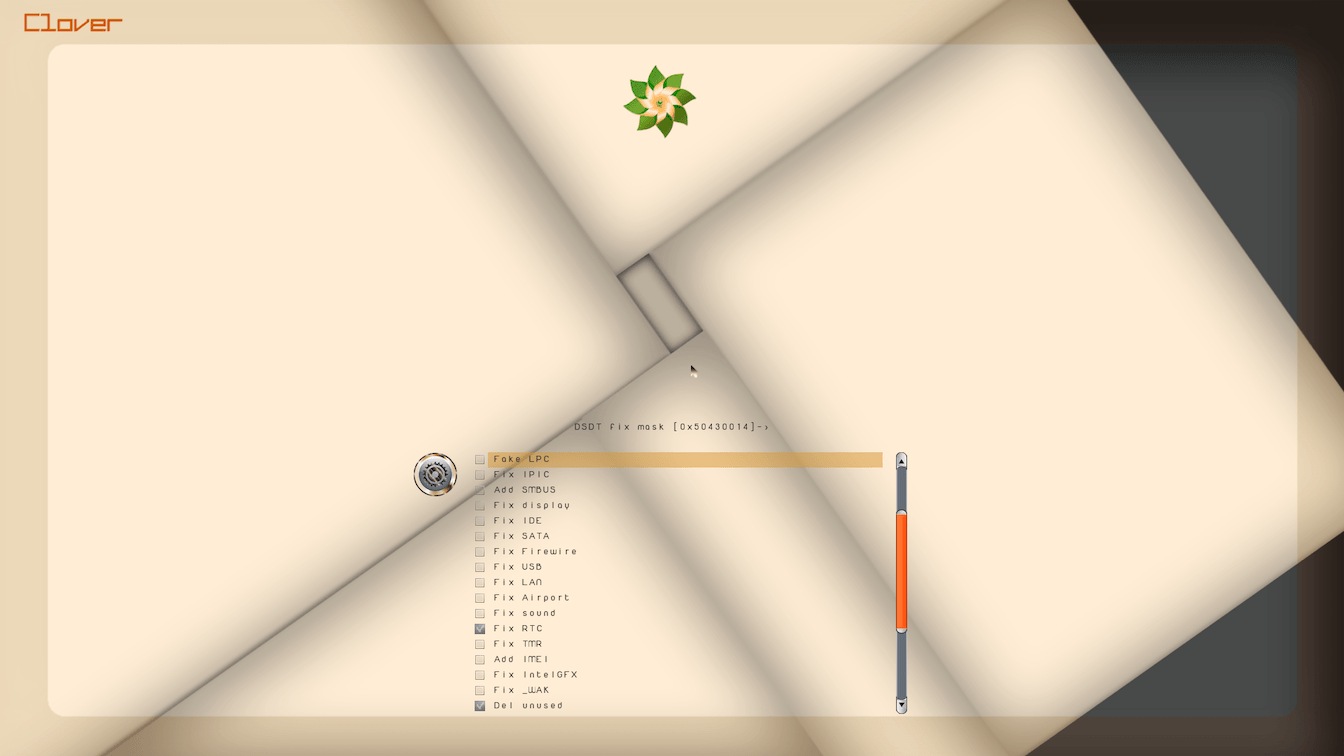 Clover
DSDT fix mask [0x50430014]->
Fake LPC
Fix IPIC
Add SMBUS
Fix display
Fix IDE
Fix SATA
Fix Firewire
Fix USB
Fix LAN
Fix Airport
Fix sound
Fix RTC
Fix TMR
Add IMEI
Fix IntelGFX
Fix _WAK
Del unused